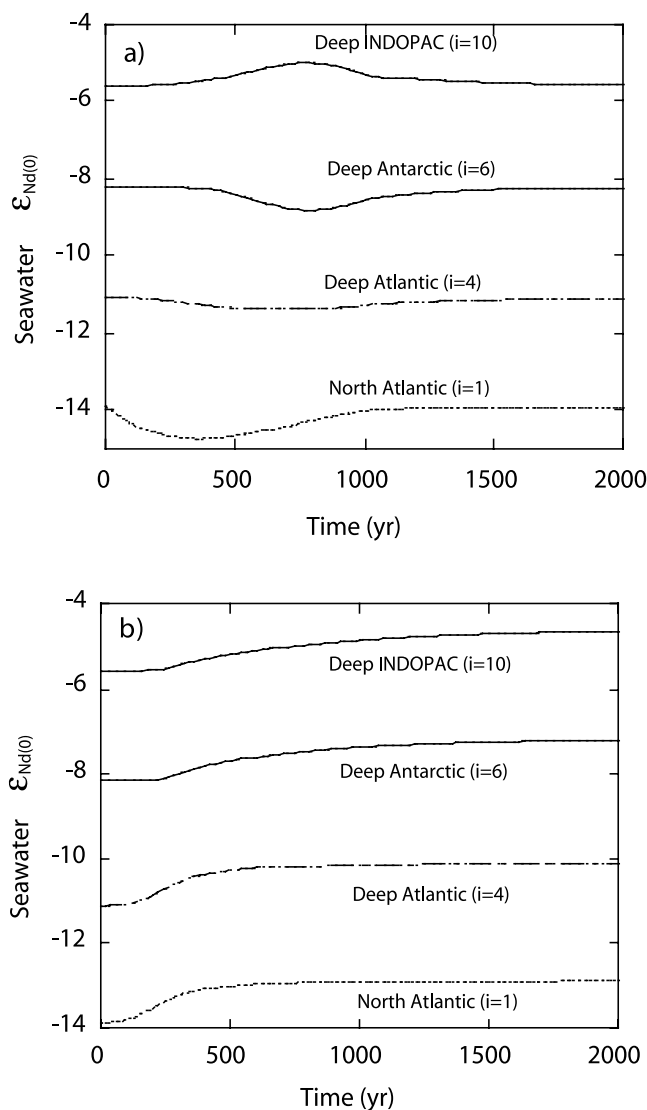 a)
Deep INDOPAC (i=10)
Deep Antarctic (i=6)
Deep Atlantic (i=4)
North Atlantic (i=1)
Seawater εNd(0)
-4
-6
-8
-10
-12
-14
0 500 1000 1500 2000
Time (yr)
b)
Deep INDOPAC (i=10)
Deep Antarctic (i=6)
Deep Atlantic (i=4)
North Atlantic (i=1)
Seawater εNd(0)
-4
-6
-8
-10
-12
-14
0 500 1000 1500 2000
Time (yr)